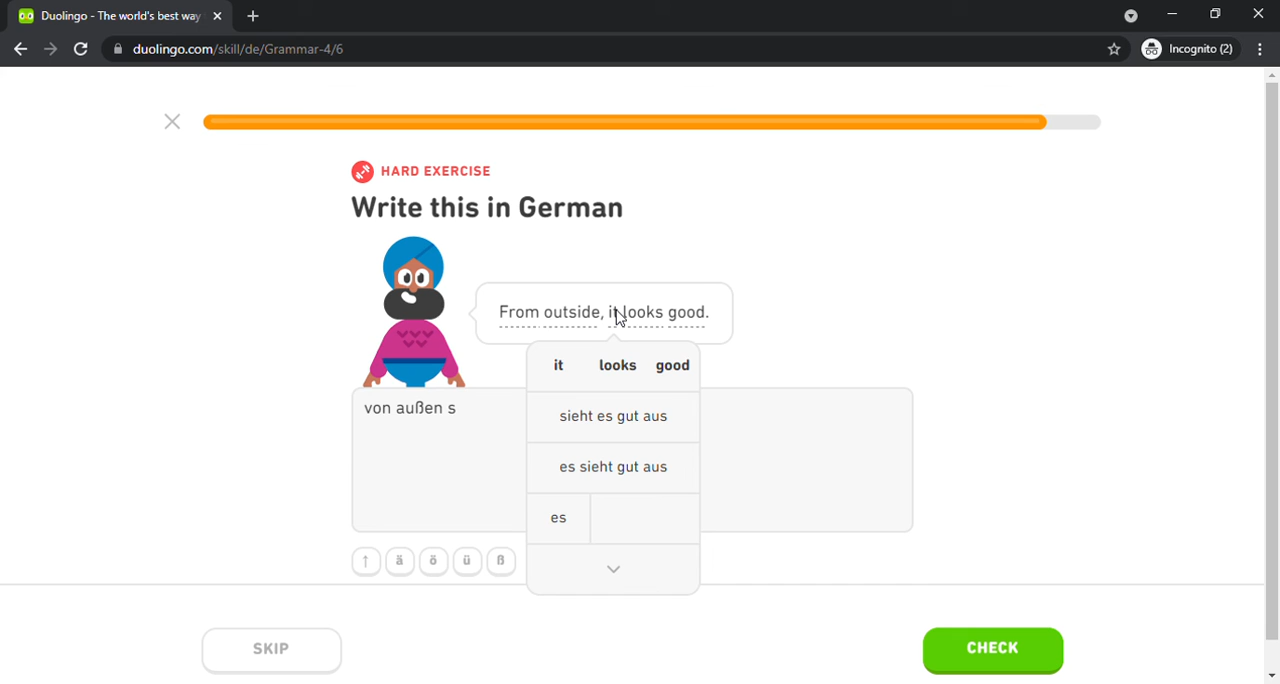 Duolingo - The world's best way
duolingo.com/skill/de/Grammar-4/6
Incognito (2)
HARD EXERCISE
Write this in German
From outside, it looks good.
it looks good
von außen s
sieht es gut aus
es sieht gut aus
es
↑ ä ö ü ß
SKIP
CHECK